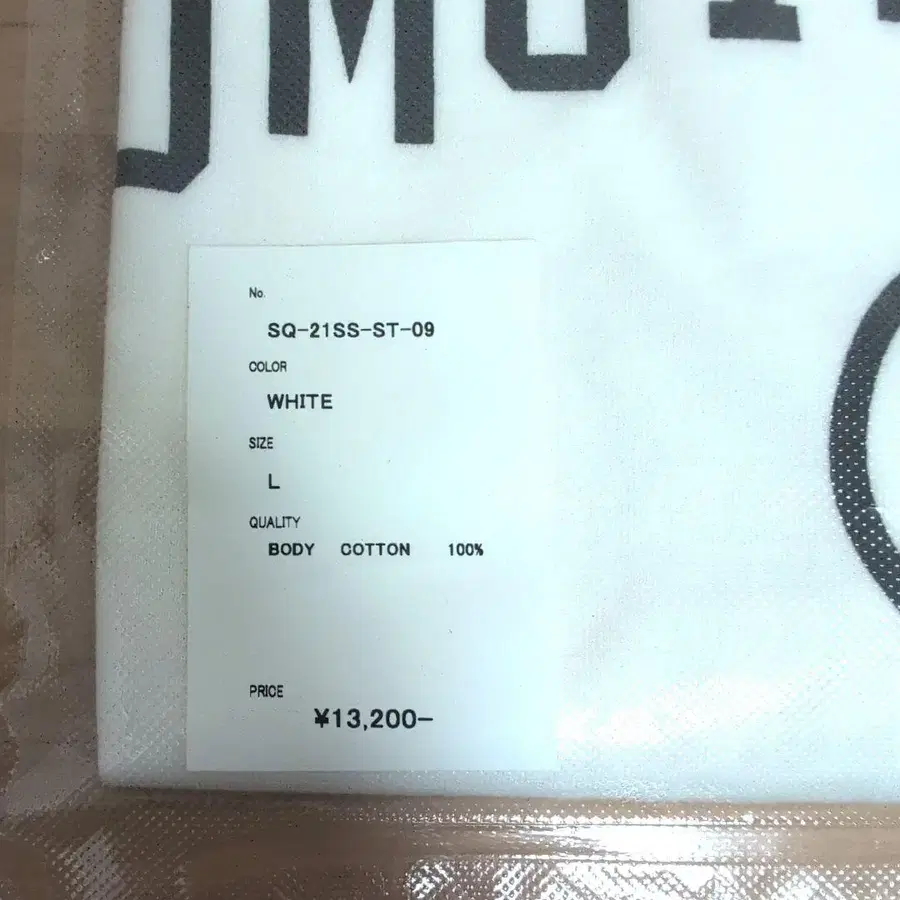 No.
SQ-21SS-ST-09
COLOR
WHITE
SIZE
L
QUALITY
BODY COTTON 100%
PRICE
¥13,200-